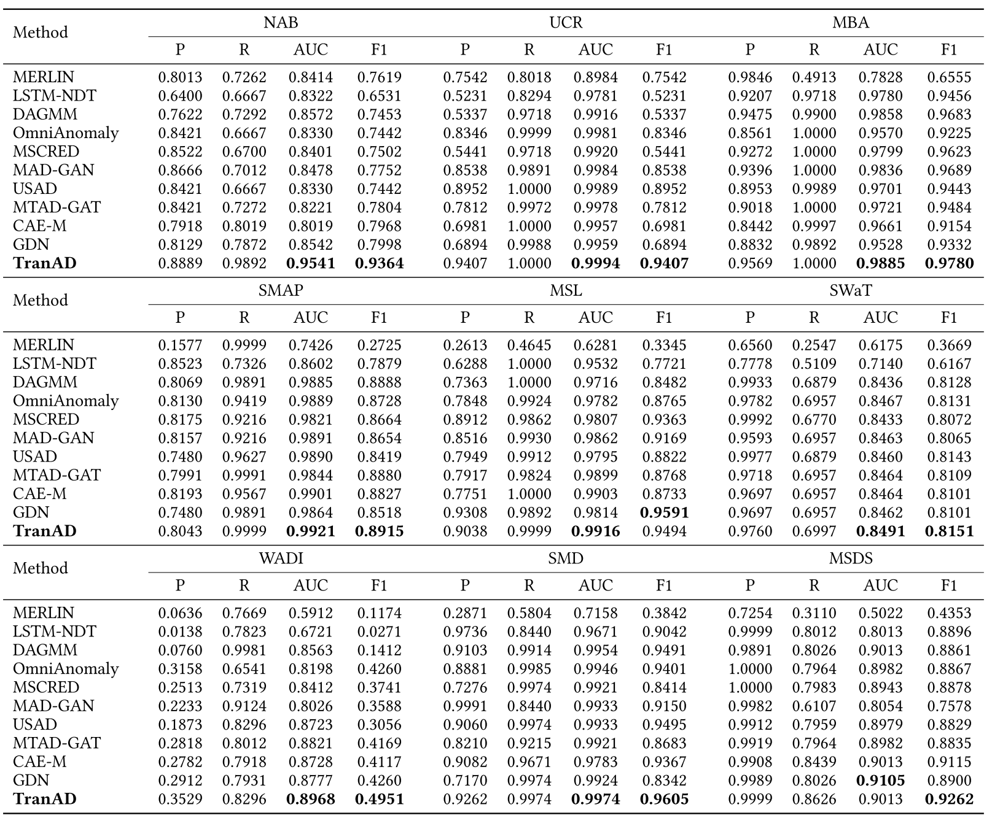 Method NAB UCR MBA
P R AUC F1 P R AUC F1 P R AUC F1
MERLIN 0.8013 0.7262 0.8414 0.7619 0.7542 0.8018 0.8984 0.7542 0.9846 0.4913 0.7828 0.6555
LSTM-NDT 0.6400 0.6667 0.8322 0.6531 0.5231 0.8294 0.9781 0.5231 0.9207 0.9718 0.9780 0.9456
DAGMM 0.7622 0.7292 0.8572 0.7453 0.5337 0.9718 0.9916 0.5337 0.9475 0.9900 0.9858 0.9683
OmniAnomaly 0.8421 0.6667 0.8330 0.7442 0.8346 0.9999 0.9981 0.8346 0.8561 1.0000 0.9570 0.9225
MSCRED 0.8522 0.6700 0.8401 0.7502 0.5441 0.9718 0.9920 0.5441 0.9272 1.0000 0.9799 0.9623
MAD-GAN 0.8666 0.7012 0.8478 0.7752 0.8538 0.9891 0.9984 0.8538 0.9396 1.0000 0.9836 0.9689
USAD 0.8421 0.6667 0.8330 0.7442 0.8952 1.0000 0.9989 0.8952 0.8953 0.9989 0.9701 0.9443
MTAD-GAT 0.8421 0.7272 0.8221 0.7804 0.7812 0.9972 0.9978 0.7812 0.9018 1.0000 0.9721 0.9484
CAE-M 0.7918 0.8019 0.8019 0.7968 0.6981 1.0000 0.9957 0.6981 0.8442 0.9997 0.9661 0.9154
GDN 0.8129 0.7872 0.8542 0.7998 0.6894 0.9988 0.9959 0.6894 0.8832 0.9892 0.9528 0.9332
TranAD 0.8889 0.9892 0.9541 0.9364 0.9407 1.0000 0.9994 0.9407 0.9569 1.0000 0.9885 0.9780
Method SMAP MSL SWaT
P R AUC F1 P R AUC F1 P R AUC F1
MERLIN 0.1577 0.9999 0.7426 0.2725 0.2613 0.4645 0.6281 0.3345 0.6560 0.2547 0.6175 0.3669
LSTM-NDT 0.8523 0.7326 0.8602 0.7879 0.6288 1.0000 0.9532 0.7721 0.7778 0.5109 0.7140 0.6167
DAGMM 0.8069 0.9891 0.9885 0.8888 0.7363 1.0000 0.9716 0.8482 0.9933 0.6879 0.8436 0.8128
OmniAnomaly 0.8130 0.9419 0.9889 0.8728 0.7848 0.9924 0.9782 0.8765 0.9782 0.6957 0.8467 0.8131
MSCRED 0.8175 0.9216 0.9821 0.8664 0.8912 0.9862 0.9807 0.9363 0.9992 0.6770 0.8433 0.8072
MAD-GAN 0.8157 0.9216 0.9891 0.8654 0.8516 0.9930 0.9862 0.9169 0.9593 0.6957 0.8463 0.8065
USAD 0.7480 0.9627 0.9890 0.8419 0.7949 0.9912 0.9795 0.8822 0.9977 0.6879 0.8460 0.8143
MTAD-GAT 0.7991 0.9991 0.9844 0.8880 0.7917 0.9824 0.9899 0.8768 0.9718 0.6957 0.8464 0.8109
CAE-M 0.8193 0.9567 0.9901 0.8827 0.7751 1.0000 0.9903 0.8733 0.9697 0.6957 0.8464 0.8101
GDN 0.7480 0.9891 0.9864 0.8518 0.9308 0.9892 0.9814 0.9591 0.9697 0.6957 0.8462 0.8101
TranAD 0.8043 0.9999 0.9921 0.8915 0.9038 0.9999 0.9916 0.9494 0.9760 0.6997 0.8491 0.8151
Method WADI SMD MSDS
P R AUC F1 P R AUC F1 P R AUC F1
MERLIN 0.0636 0.7669 0.5912 0.1174 0.2871 0.5804 0.7158 0.3842 0.7254 0.3110 0.5022 0.4353
LSTM-NDT 0.0138 0.7823 0.6721 0.0271 0.9736 0.8440 0.9671 0.9042 0.9999 0.8012 0.8013 0.8896
DAGMM 0.0760 0.9981 0.8563 0.1412 0.9103 0.9914 0.9954 0.9491 0.9891 0.8026 0.9013 0.8861
OmniAnomaly 0.3158 0.6541 0.8198 0.4260 0.8881 0.9985 0.9946 0.9401 1.0000 0.7964 0.8982 0.8867
MSCRED 0.2513 0.7319 0.8412 0.3741 0.7276 0.9974 0.9921 0.8414 1.0000 0.7983 0.8943 0.8878
MAD-GAN 0.2233 0.9124 0.8026 0.3588 0.9991 0.8440 0.9933 0.9150 0.9982 0.6107 0.8054 0.7578
USAD 0.1873 0.8296 0.8723 0.3056 0.9060 0.9974 0.9933 0.9495 0.9912 0.7959 0.8979 0.8829
MTAD-GAT 0.2818 0.8012 0.8821 0.4169 0.8210 0.9215 0.9921 0.8683 0.9919 0.7964 0.8982 0.8835
CAE-M 0.2782 0.7918 0.8728 0.4117 0.9082 0.9671 0.9783 0.9367 0.9908 0.8439 0.9013 0.9115
GDN 0.2912 0.7931 0.8777 0.4260 0.7170 0.9974 0.9924 0.8342 0.9989 0.8026 0.9105 0.8900
TranAD 0.3529 0.8296 0.8968 0.4951 0.9262 0.9974 0.9974 0.9605 0.9999 0.8626 0.9013 0.9262